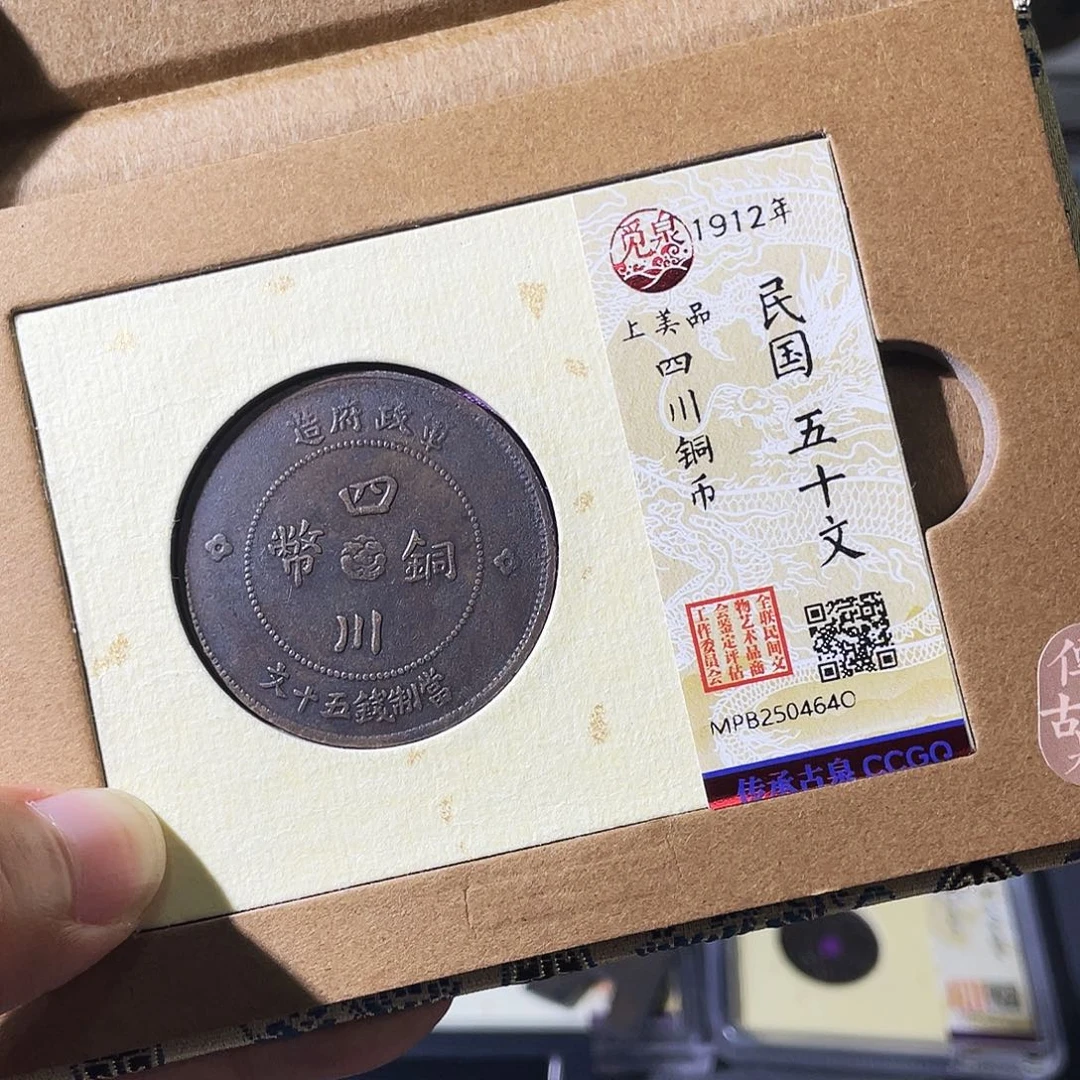 軍政府造
四川
銅幣
當制錢五十文
觅泉
1912年
民国 五十文
上美品
四川铜币
全联民间文
物艺术品商
会鉴定评估
工作委员会
MPB2504640
传承古泉 CCGQ
古